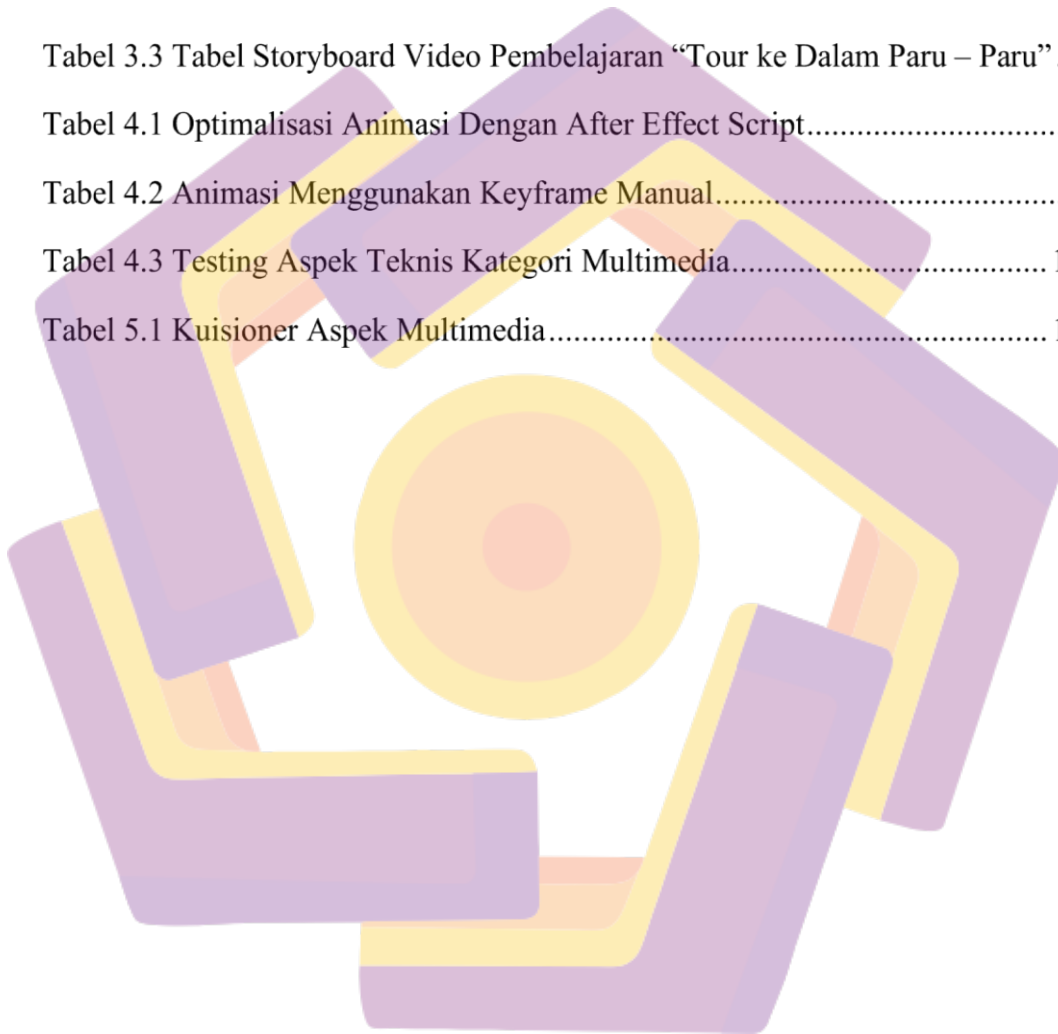 Tabel 3.3 Tabel Storyboard Video Pembelajaran “Tour ke Dalam Paru – Paru”.
Tabel 4.1 Optimalisasi Animasi Dengan After Effect Script...............................
Tabel 4.2 Animasi Menggunakan Keyframe Manual...........................................
Tabel 4.3 Testing Aspek Teknis Kategori Multimedia........................................ 1
Tabel 5.1 Kuisioner Aspek Multimedia............................................................... 1